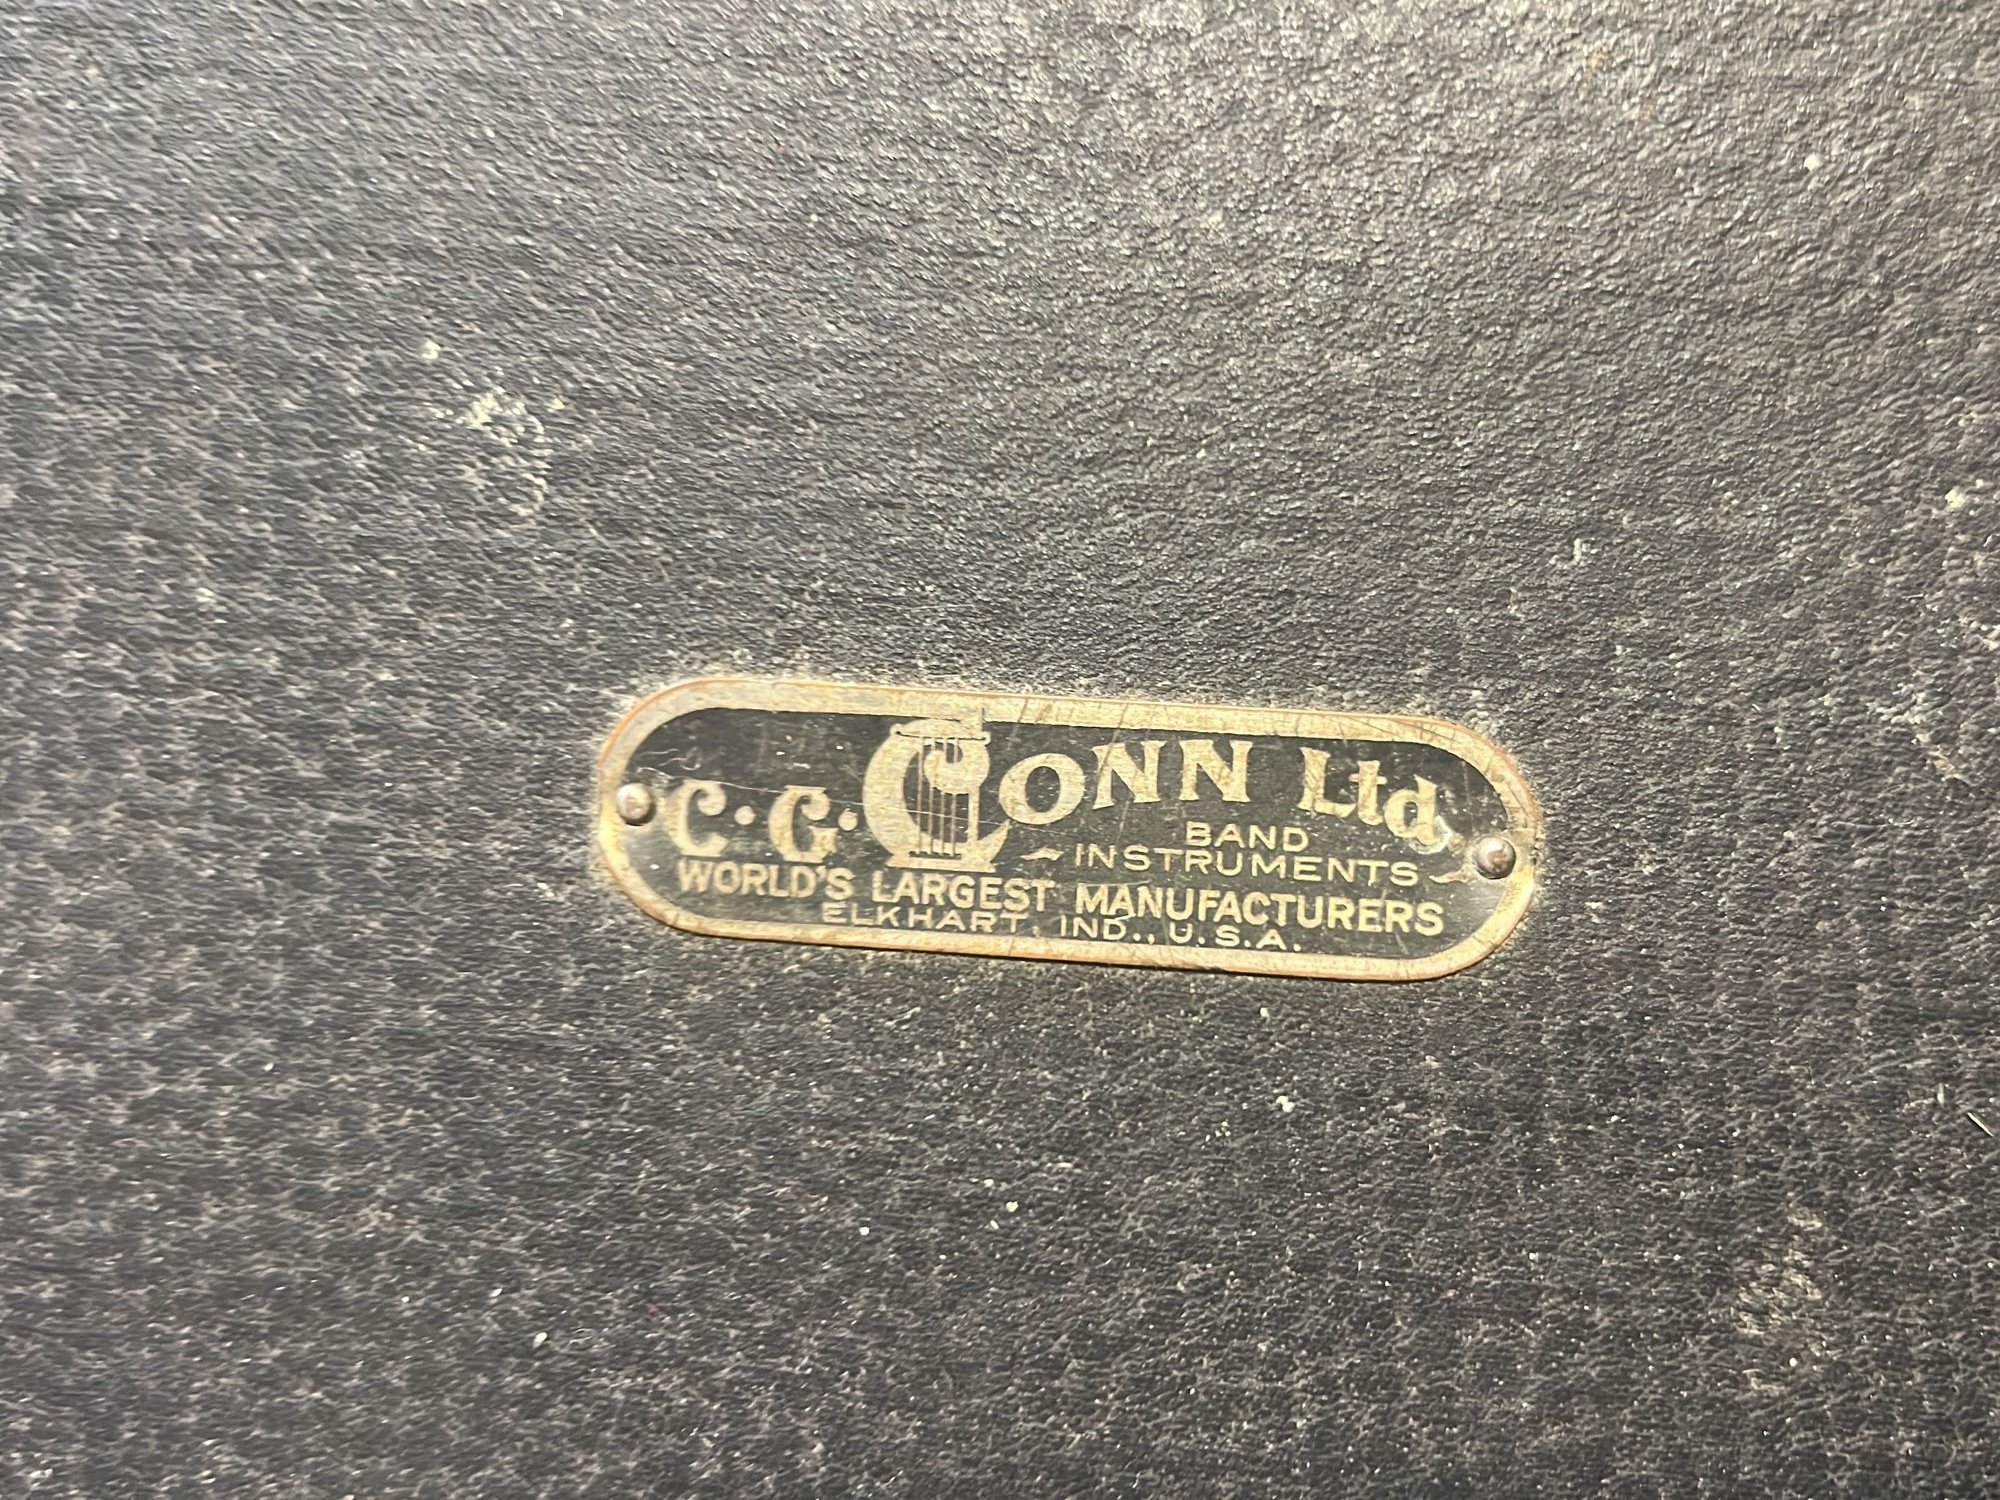 C·G·CONN Ltd.
BAND
INSTRUMENTS
WORLD'S LARGEST MANUFACTURERS
ELKHART, IND., U.S.A.